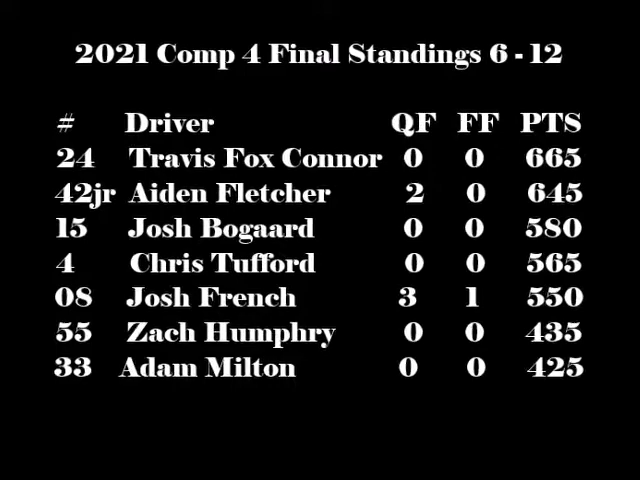 2021 Comp 4 Final Standings 6 - 12
# Driver QF FF PTS
24 Travis Fox Connor 0 0 665
42jr Aiden Fletcher 2 0 645
15 Josh Bogaard 0 0 580
4 Chris Tufford 0 0 565
08 Josh French 3 1 550
55 Zach Humphry 0 0 435
33 Adam Milton 0 0 425